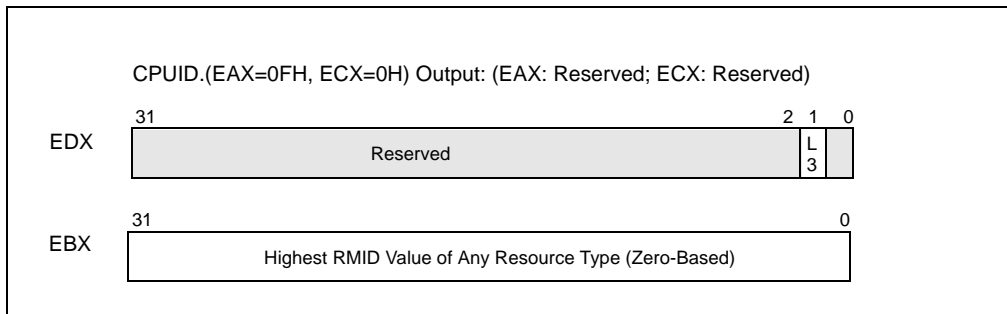 CPUID.(EAX=0FH, ECX=0H) Output: (EAX: Reserved; ECX: Reserved)
31 2 1 0
EDX Reserved L
3
31 0
EBX Highest RMID Value of Any Resource Type (Zero-Based)